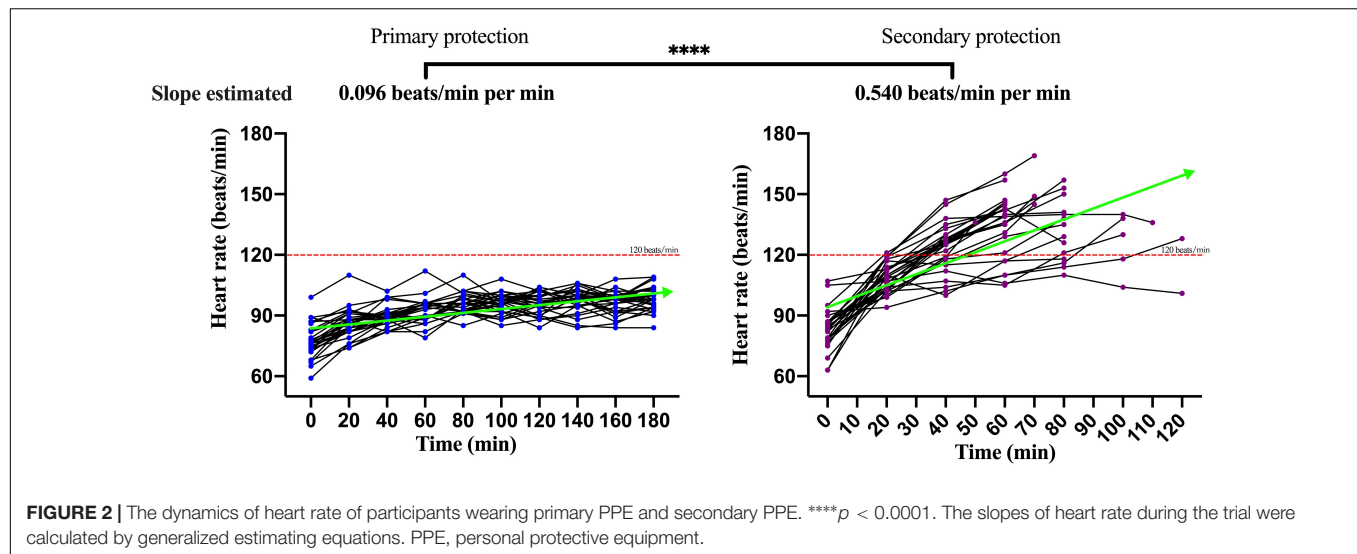 Primary protection
Secondary protection
****
Slope estimated
0.096 beats/min per min
0.540 beats/min per min
Heart rate (beats/min)
180
150
120
90
60
120 beats/min
0 20 40 60 80 100 120 140 160 180
Time (min)
Heart rate (beats/min)
180
150
120
90
60
120 beats/min
0 10 20 30 40 50 60 70 80 90 100 110 120
Time (min)
FIGURE 2 | The dynamics of heart rate of participants wearing primary PPE and secondary PPE. ****p < 0.0001. The slopes of heart rate during the trial were
calculated by generalized estimating equations. PPE, personal protective equipment.